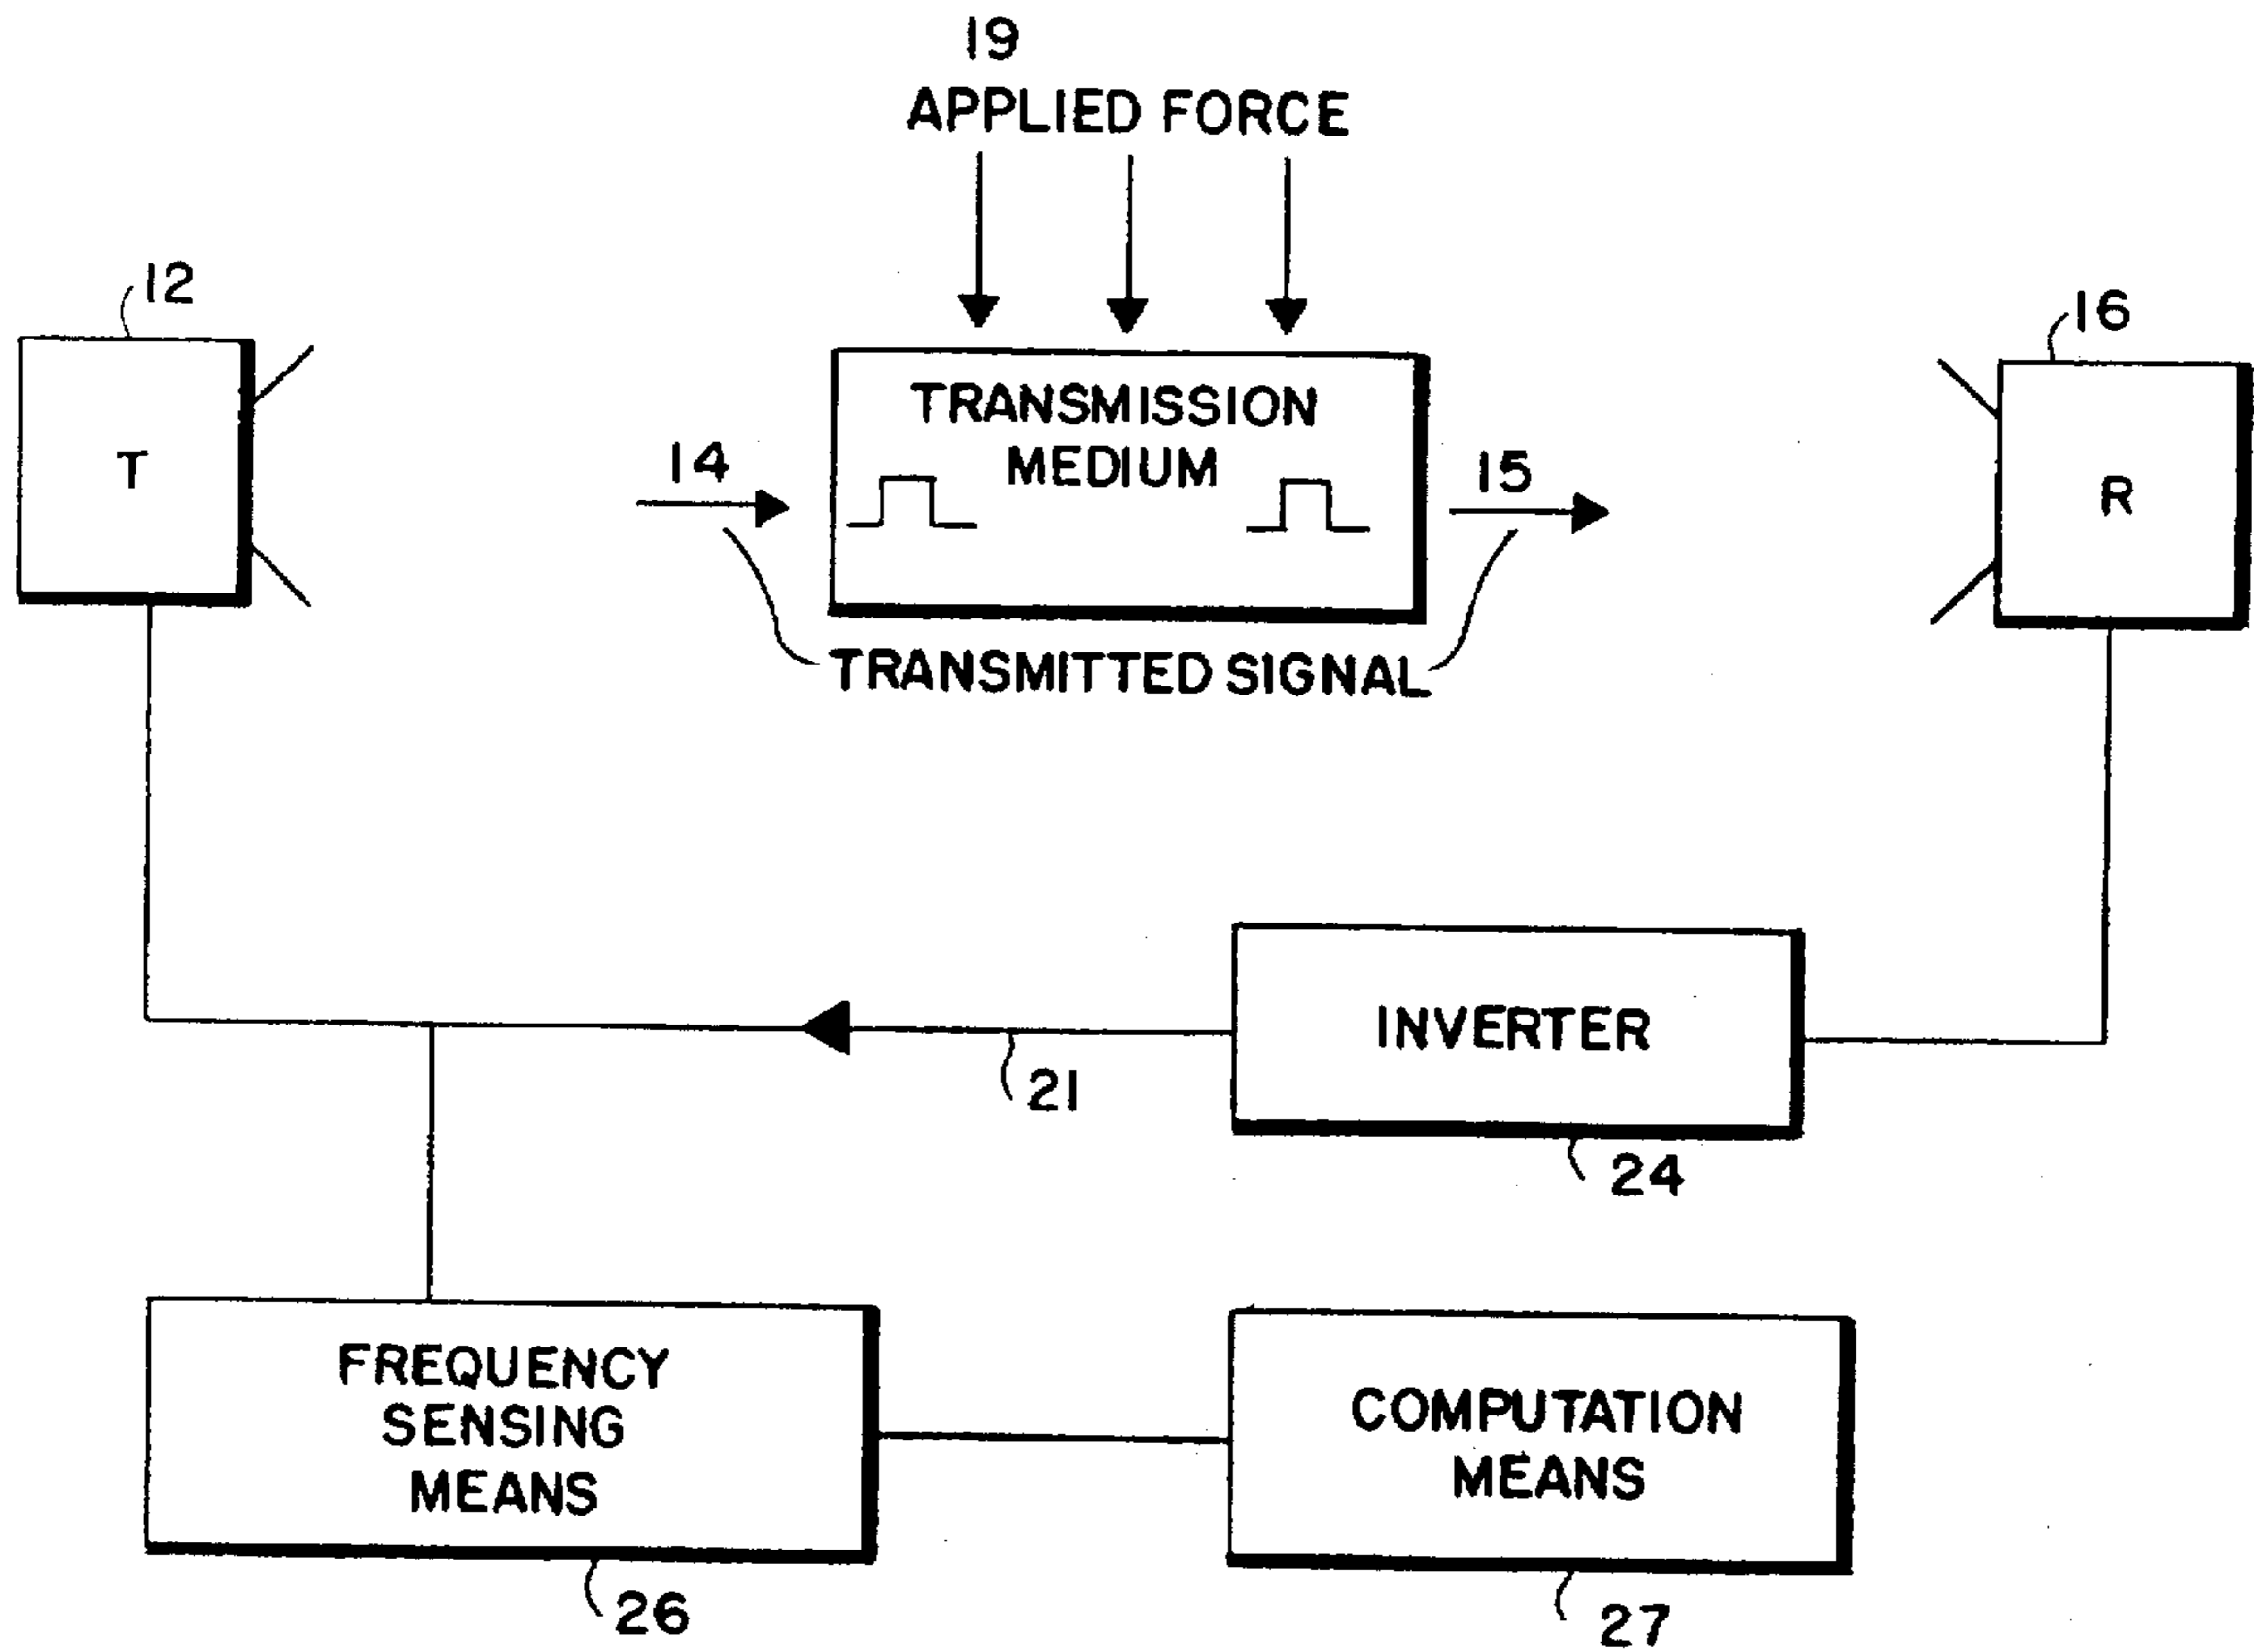 19
APPLIED FORCE
12
16
T
TRANSMISSION
MEDIUM
14
15
R
TRANSMITTED SIGNAL
INVERTER
21
24
FREQUENCY
SENSING
MEANS
COMPUTATION
MEANS
26
27